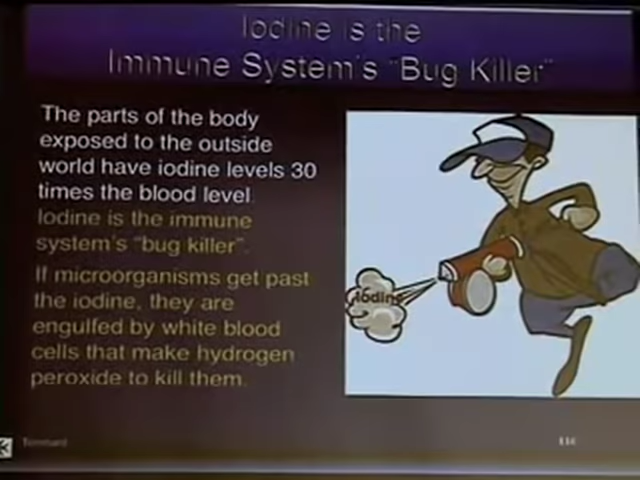 Iodine is the
Immune System's "Bug Killer"
The parts of the body
exposed to the outside
world have iodine levels 30
times the blood level.
Iodine is the immune
system's "bug killer".
If microorganisms get past
the iodine, they are
engulfed by white blood
cells that make hydrogen
peroxide to kill them.
Iodine